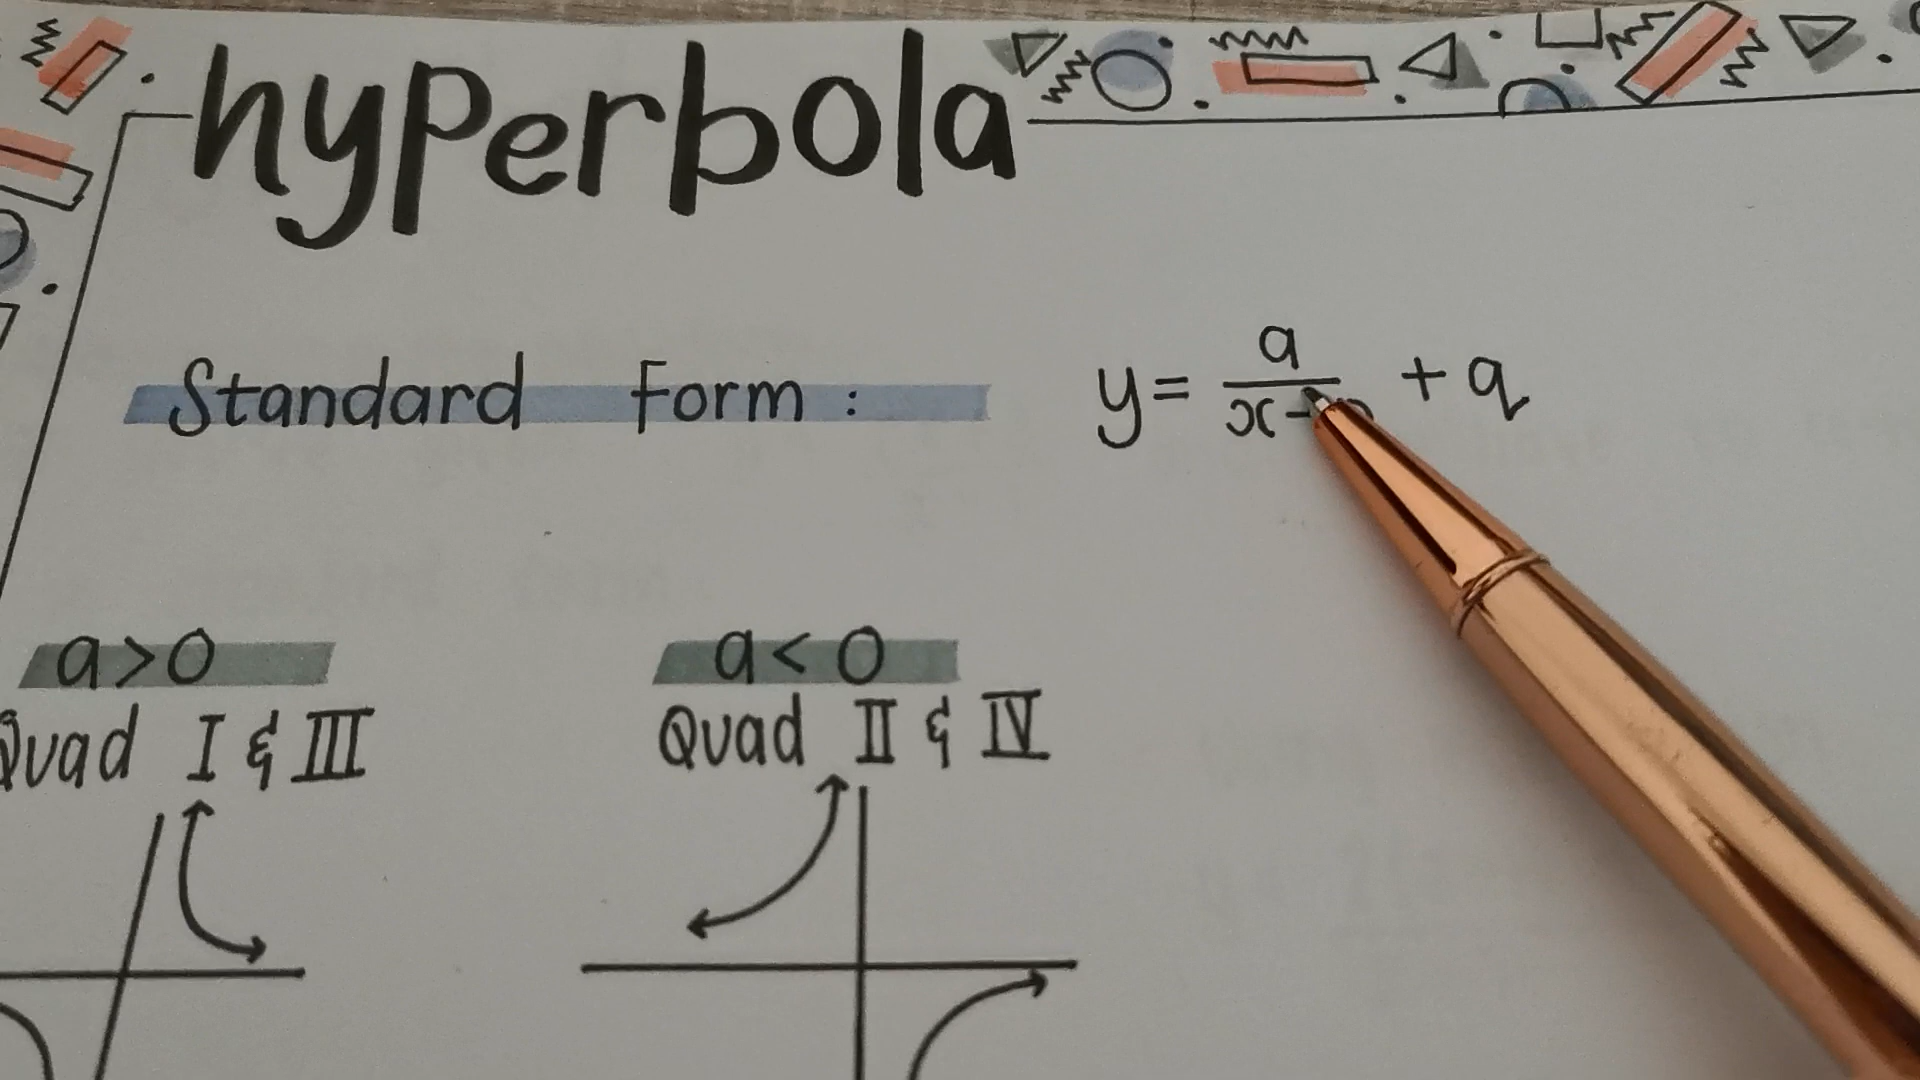 hyperbola
Standard Form : y = a/x- + q
a>0 a<0
Quad I & III Quad II & IV